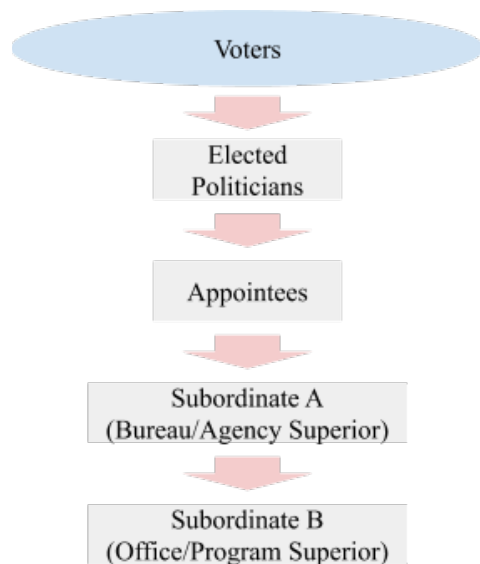 Voters
Elected
Politicians
Appointees
Subordinate A
(Bureau/Agency Superior)
Subordinate B
(Office/Program Superior)